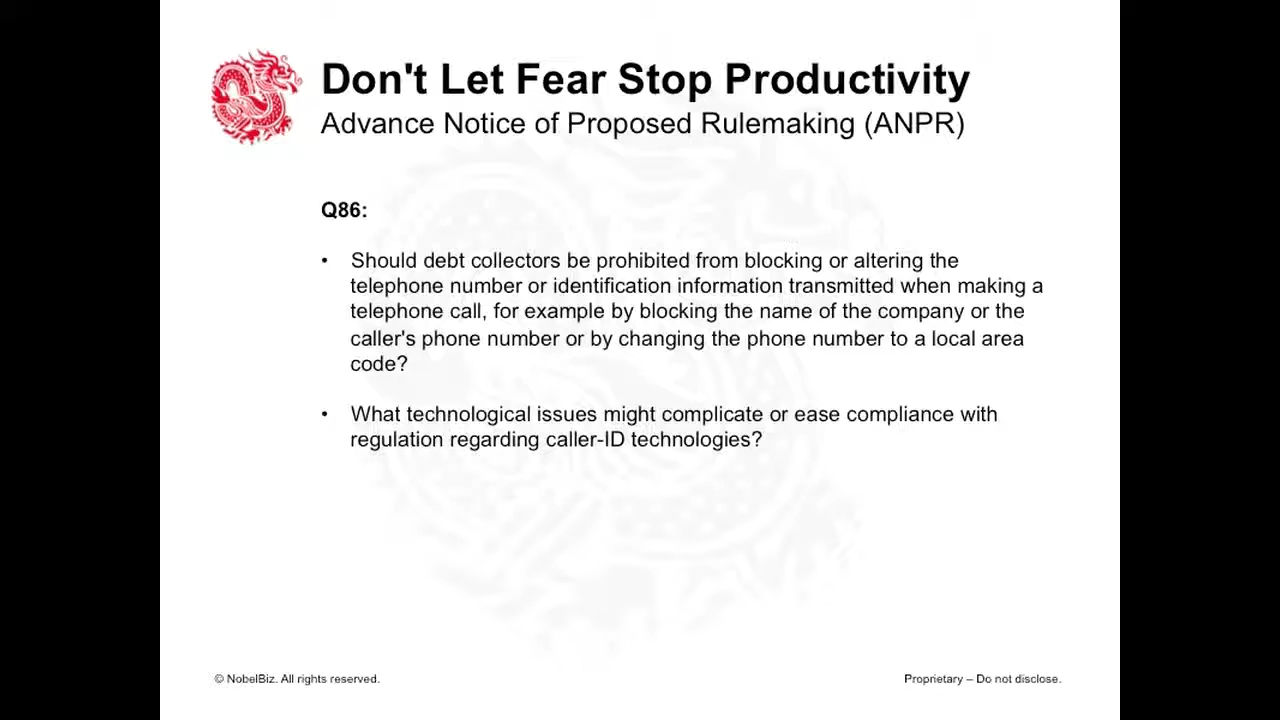 Don't Let Fear Stop Productivity
Advance Notice of Proposed Rulemaking (ANPR)
Q86:
• Should debt collectors be prohibited from blocking or altering the
telephone number or identification information transmitted when making a
telephone call, for example by blocking the name of the company or the
caller's phone number or by changing the phone number to a local area
code?
• What technological issues might complicate or ease compliance with
regulation regarding caller-ID technologies?
© NobelBiz. All rights reserved.
Proprietary – Do not disclose.